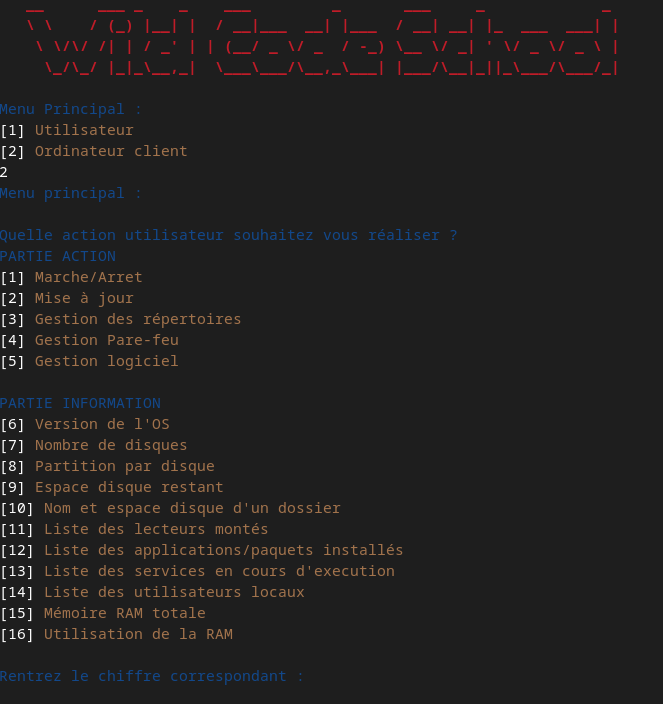 Wild Code School
Menu Principal :
[1] Utilisateur
[2] Ordinateur client
2
Menu principal :
Quelle action utilisateur souhaitez vous réaliser ?
PARTIE ACTION
[1] Marche/Arret
[2] Mise à jour
[3] Gestion des répertoires
[4] Gestion Pare-feu
[5] Gestion logiciel
PARTIE INFORMATION
[6] Version de l'OS
[7] Nombre de disques
[8] Partition par disque
[9] Espace disque restant
[10] Nom et espace disque d'un dossier
[11] Liste des lecteurs montés
[12] Liste des applications/paquets installés
[13] Liste des services en cours d'execution
[14] Liste des utilisateurs locaux
[15] Mémoire RAM totale
[16] Utilisation de la RAM
Rentrez le chiffre correspondant :